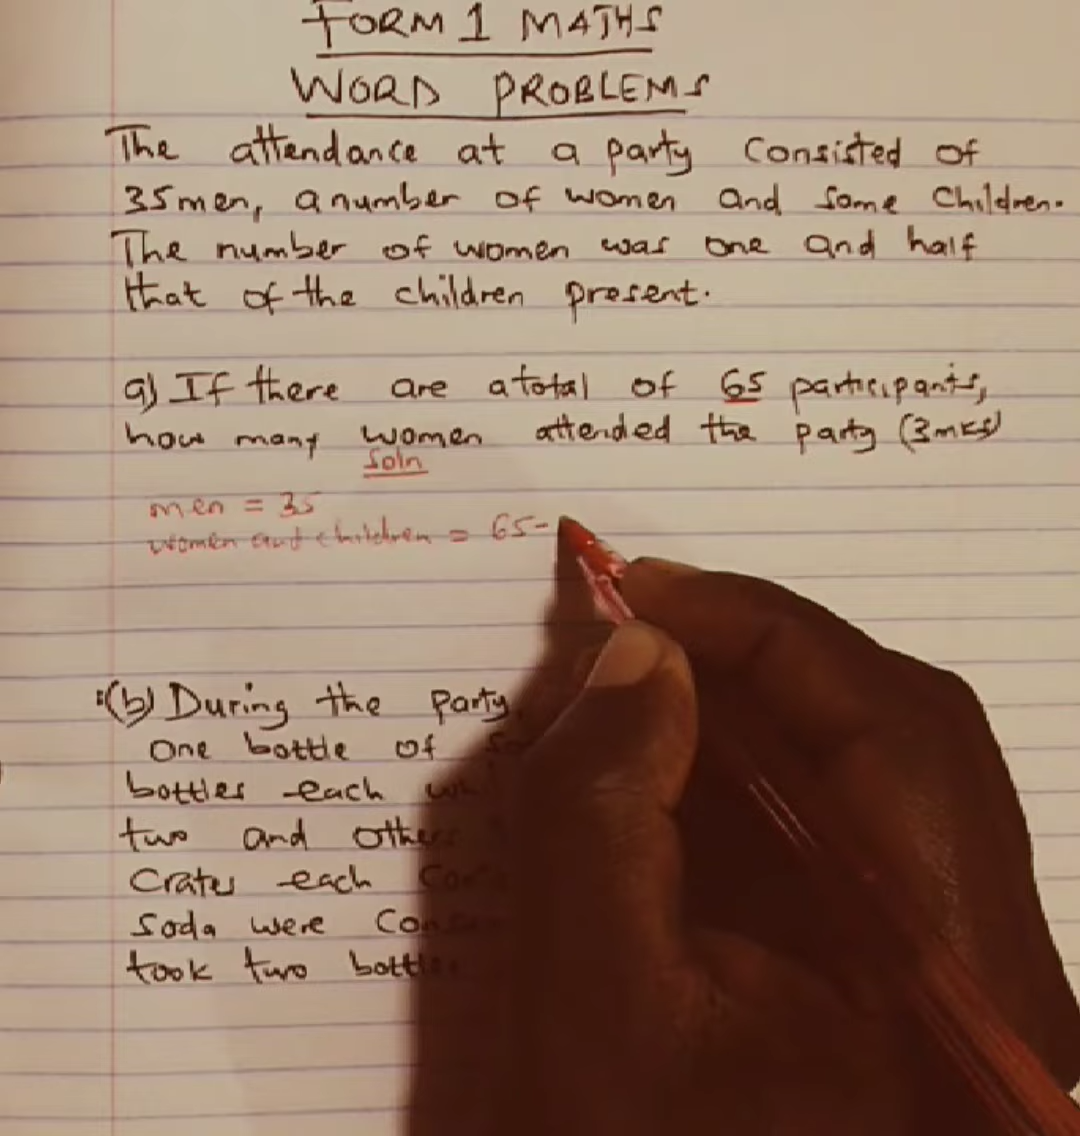 FORM 1 MATHS
WORD PROBLEMS
The attendance at a party consisted of
35 men, a number of women and some children.
The number of women was one and half
that of the children present.
a) If there are a total of 65 participants,
how many women attended the party (3mks)
soln
men = 35
women and children = 65-
(b) During the party,
one bottle of
bottles each
two and
Crates each
Soda were
took two